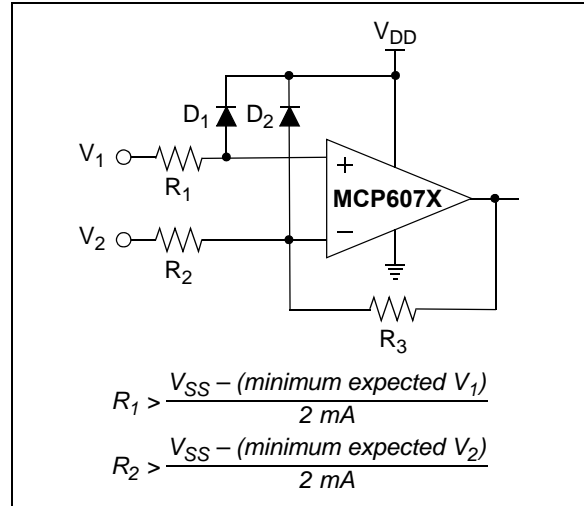 V_DD
D_1 D_2
V_1
R_1
+
MCP607X
V_2
R_2
−
R_3
R_1 > V_SS – (minimum expected V_1)
2 mA
R_2 > V_SS – (minimum expected V_2)
2 mA